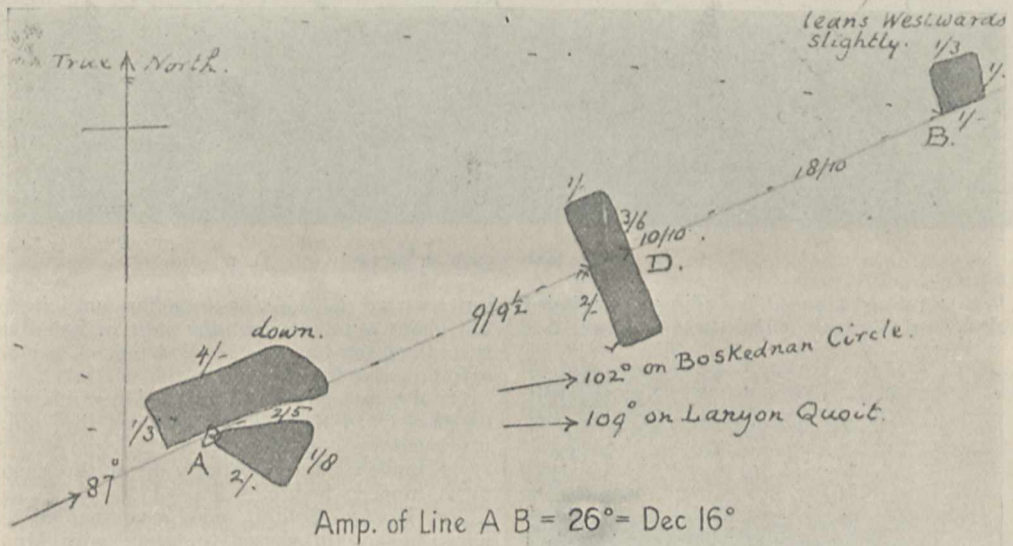 leans Westwards
slightly.
True North.
1/3
1/-
1/-
B.
18/10
1/-
3/6
10/10
D.
2/-
9/9½
down.
4/-
1/3
2/5
A
2/-
1/8
87°
102° on Boskednan Circle.
109° on Lanyon Quoit.
Amp. of Line A B = 26° = Dec 16°